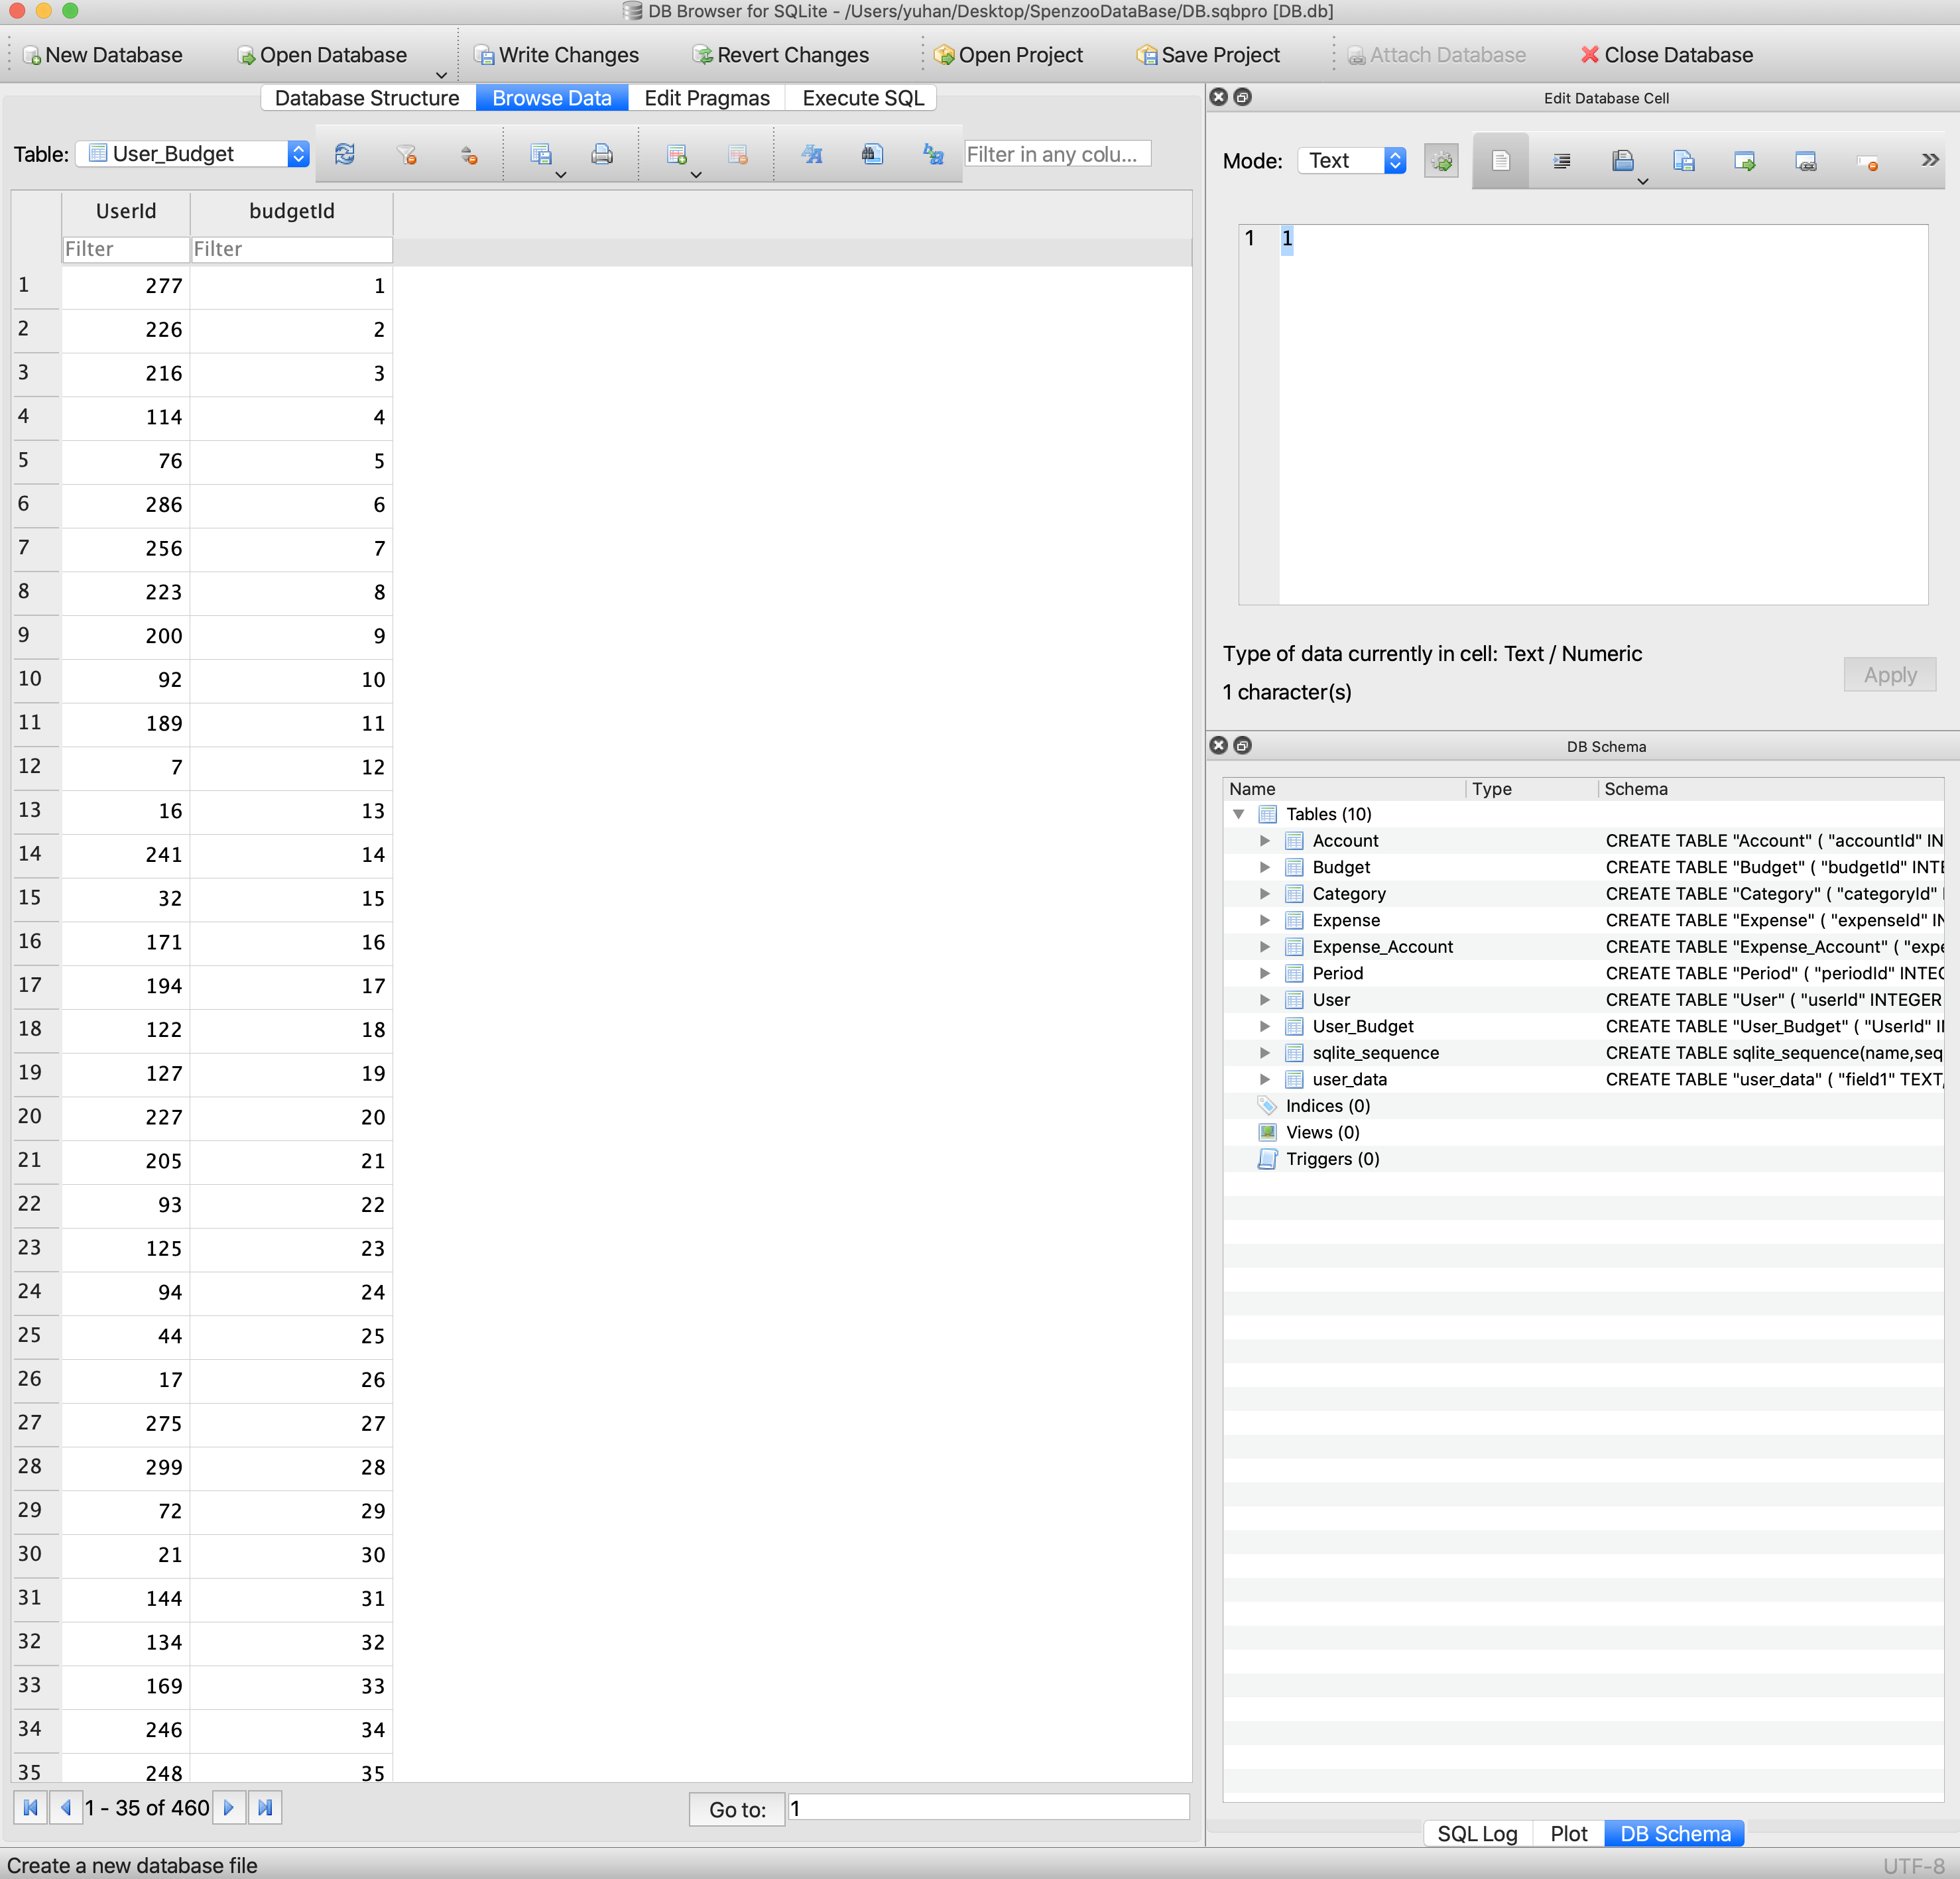 DB Browser for SQLite - /Users/yuhan/Desktop/SpenzooDataBase/DB.sqbpro [DB.db]
New Database Open Database Write Changes Revert Changes Open Project Save Project Attach Database Close Database
Database Structure Browse Data Edit Pragmas Execute SQL
Table: User_Budget Filter in any colu...
UserId budgetId
Filter Filter
1 277 1
2 226 2
3 216 3
4 114 4
5 76 5
6 286 6
7 256 7
8 223 8
9 200 9
10 92 10
11 189 11
12 7 12
13 16 13
14 241 14
15 32 15
16 171 16
17 194 17
18 122 18
19 127 19
20 227 20
21 205 21
22 93 22
23 125 23
24 94 24
25 44 25
26 17 26
27 275 27
28 299 28
29 72 29
30 21 30
31 144 31
32 134 32
33 169 33
34 246 34
35 248 35
1 - 35 of 460 Go to: 1
Edit Database Cell
Mode: Text
1 1
Type of data currently in cell: Text / Numeric
1 character(s)
Apply
DB Schema
Name Type Schema
Tables (10)
Account CREATE TABLE "Account" ( "accountId" IN
Budget CREATE TABLE "Budget" ( "budgetId" INTE
Category CREATE TABLE "Category" ( "categoryId" I
Expense CREATE TABLE "Expense" ( "expenseId" IN
Expense_Account CREATE TABLE "Expense_Account" ( "expe
Period CREATE TABLE "Period" ( "periodId" INTEG
User CREATE TABLE "User" ( "userId" INTEGER
User_Budget CREATE TABLE "User_Budget" ( "UserId" II
sqlite_sequence CREATE TABLE sqlite_sequence(name,seq
user_data CREATE TABLE "user_data" ( "field1" TEXT,
Indices (0)
Views (0)
Triggers (0)
SQL Log Plot DB Schema
Create a new database file UTF-8